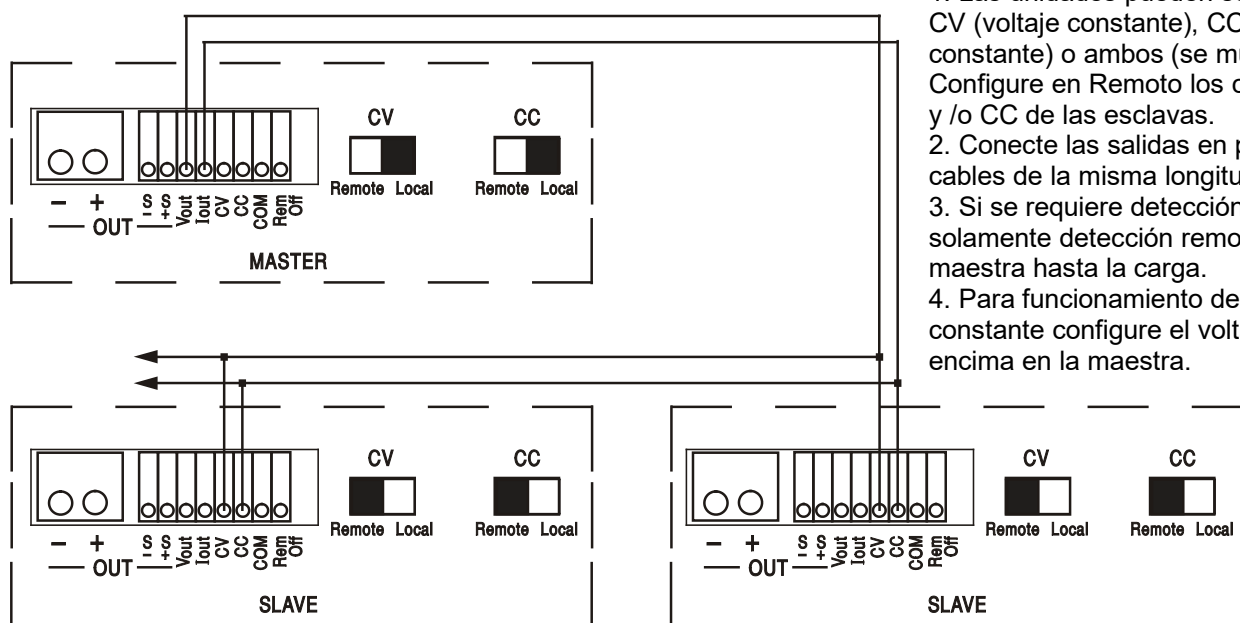 CV (voltaje constante), CC
constante) o ambos (se mu
Configure en Remoto los c
y /o CC de las esclavas.
2. Conecte las salidas en p
cables de la misma longitu
3. Si se requiere detección
solamente detección remo
maestra hasta la carga.
4. Para funcionamiento de
constante configure el volt
encima en la maestra.
CV CC
Remote Local Remote Local
- + S- +S Vout Iout CV CC COM Rem Off
OUT
MASTER
CV CC
Remote Local Remote Local
- + S- +S Vout Iout CV CC COM Rem Off
OUT
SLAVE
CV CC
Remote Local Remote Local
- + S- +S Vout Iout CV CC COM Rem Off
OUT
SLAVE